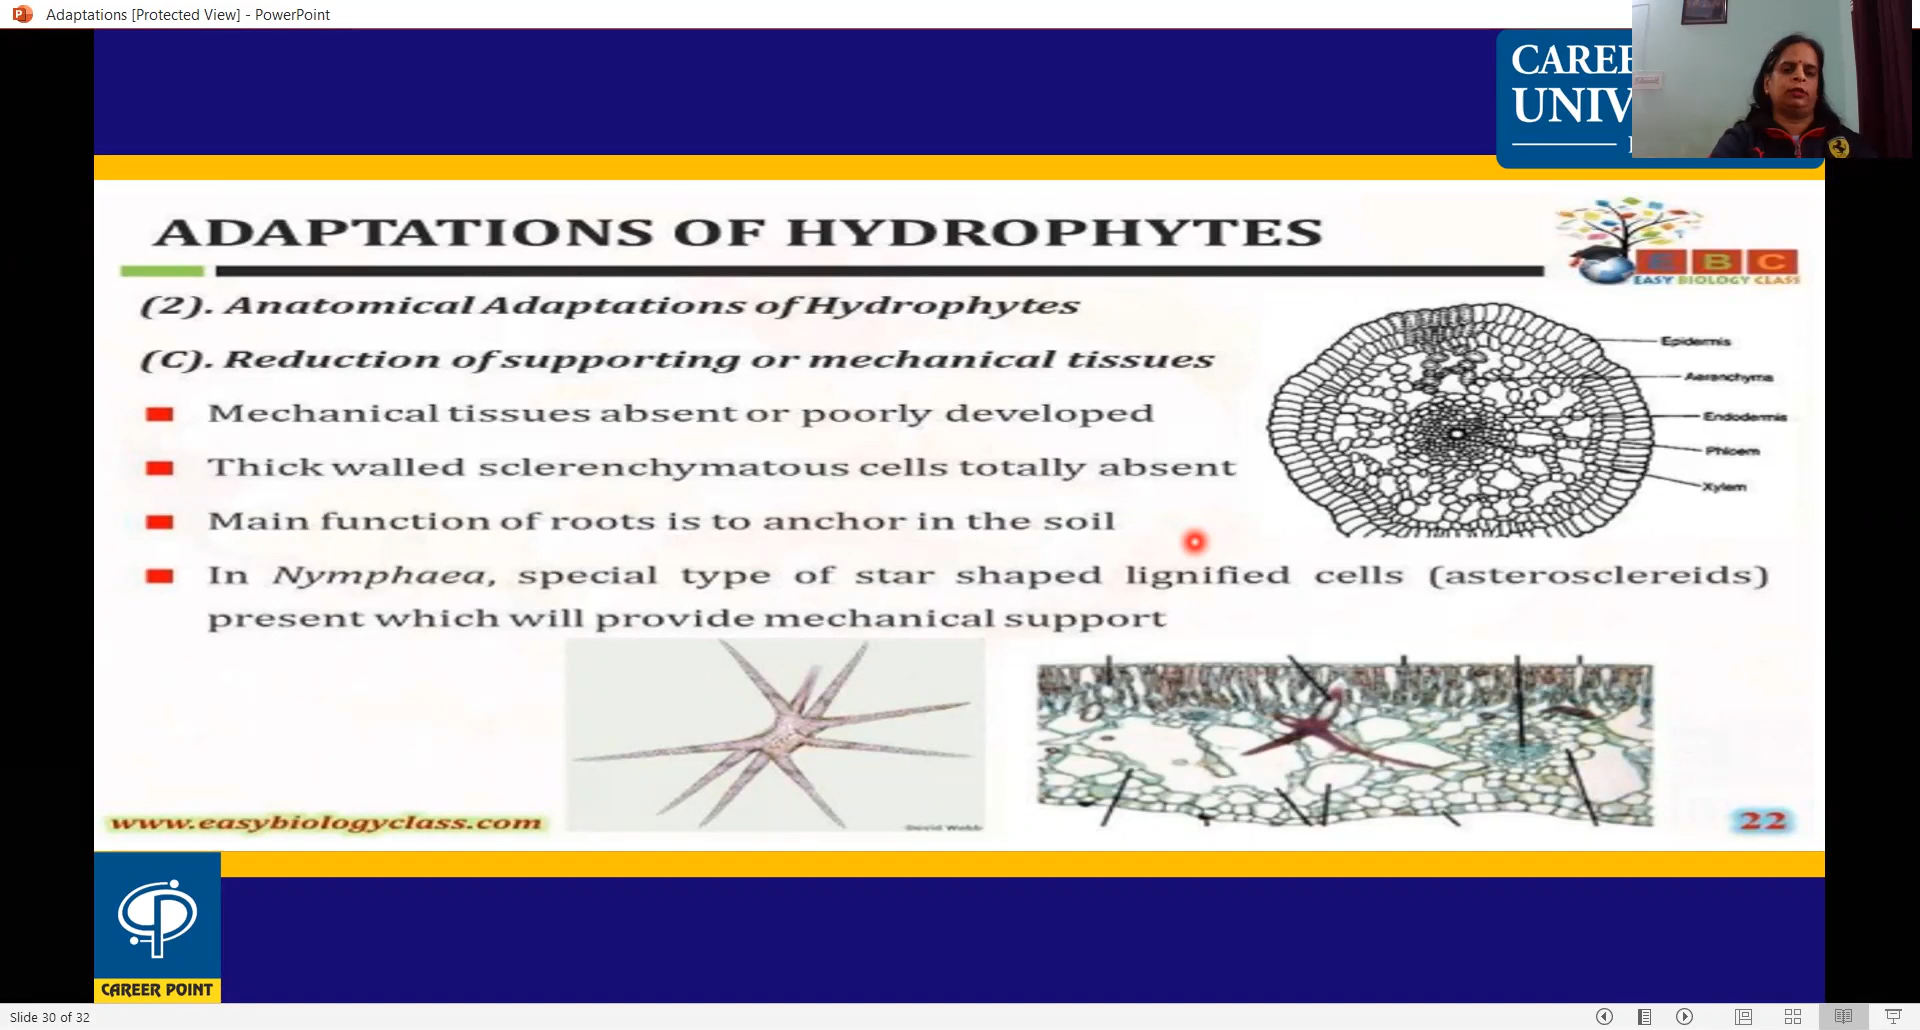 Adaptations [Protected View] - PowerPoint
ADAPTATIONS OF HYDROPHYTES
EBC
EASY BIOLOGY CLASS
(2). Anatomical Adaptations of Hydrophytes
(C). Reduction of supporting or mechanical tissues
Mechanical tissues absent or poorly developed
Thick walled sclerenchymatous cells totally absent
Main function of roots is to anchor in the soil
In Nymphaea, special type of star shaped lignified cells (asterosclereids)
present which will provide mechanical support
Epidermis
Aerenchyma
Endodermis
Phloem
Xylem
David Webb
www.easybiologyclass.com
22
CAREER POINT
Slide 30 of 32